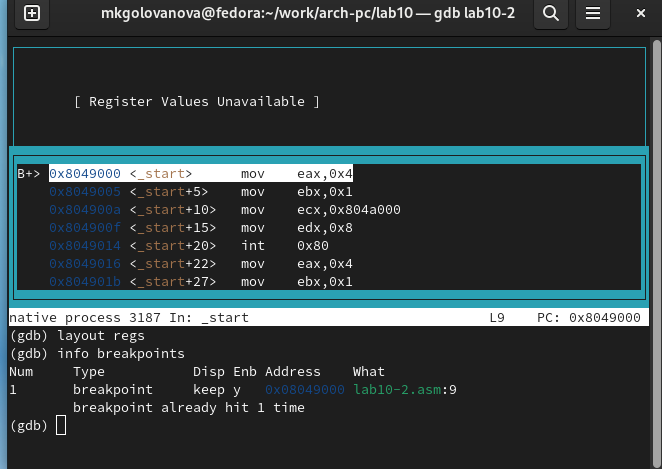 mkgolovanova@fedora:~/work/arch-pc/lab10 — gdb lab10-2
[ Register Values Unavailable ]
B+> 0x8049000 <_start>      mov    eax,0x4
0x8049005 <_start+5>    mov    ebx,0x1
0x804900a <_start+10>   mov    ecx,0x804a000
0x804900f <_start+15>   mov    edx,0x8
0x8049014 <_start+20>   int    0x80
0x8049016 <_start+22>   mov    eax,0x4
0x804901b <_start+27>   mov    ebx,0x1
native process 3187 In: _start                              L9    PC: 0x8049000
(gdb) layout regs
(gdb) info breakpoints
Num     Type           Disp Enb Address    What
1       breakpoint     keep y   0x08049000 lab10-2.asm:9
breakpoint already hit 1 time
(gdb)